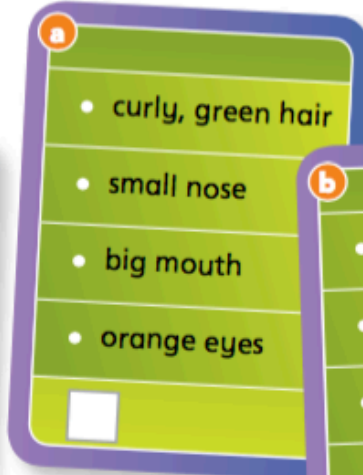 a
• curly, green hair
• small nose
b
• big mouth
• orange eyes